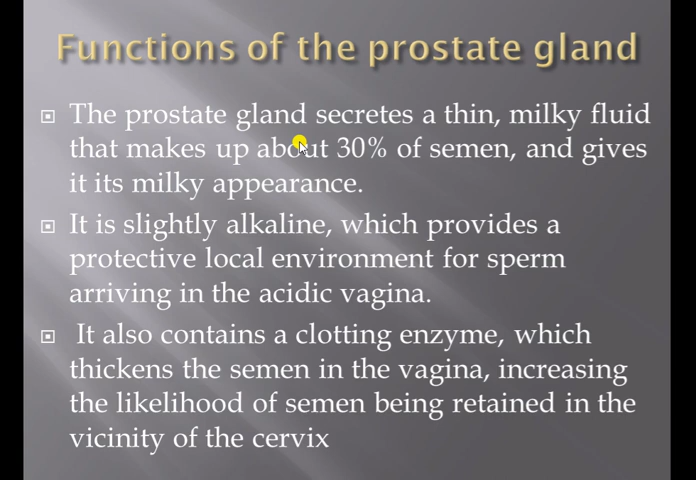 Functions of the prostate gland
The prostate gland secretes a thin, milky fluid
that makes up about 30% of semen, and gives
it its milky appearance.
It is slightly alkaline, which provides a
protective local environment for sperm
arriving in the acidic vagina.
It also contains a clotting enzyme, which
thickens the semen in the vagina, increasing
the likelihood of semen being retained in the
vicinity of the cervix